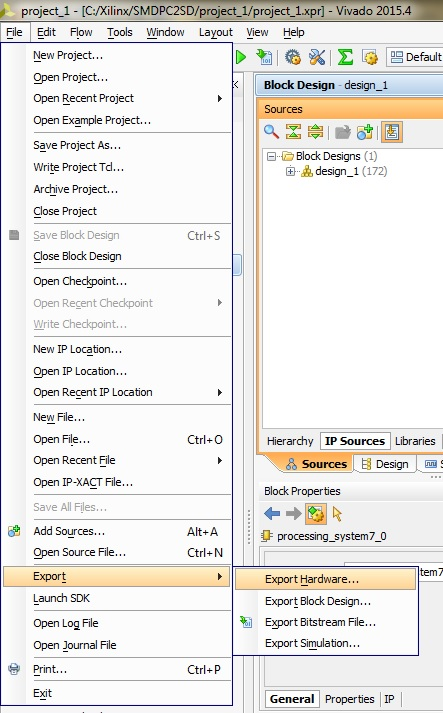 project_1 - [C:/Xilinx/SMDPC2SD/project_1/project_1.xpr] - Vivado 2015.4
File Edit Flow Tools Window Layout View Help
Default
New Project...
Open Project...
Open Recent Project
Open Example Project...
Save Project As...
Write Project Tcl...
Archive Project...
Close Project
Save Block Design Ctrl+S
Close Block Design
Open Checkpoint...
Open Recent Checkpoint
Write Checkpoint...
New IP Location...
Open IP Location...
Open Recent IP Location
New File...
Open File... Ctrl+O
Open Recent File
Open IP-XACT File...
Save All Files...
Add Sources... Alt+A
Open Source File... Ctrl+N
Export
Launch SDK
Open Log File
Open Journal File
Print... Ctrl+P
Exit
Export Hardware...
Export Block Design...
Export Bitstream File...
Export Simulation...
Block Design - design_1
Sources
Block Designs (1)
design_1 (172)
Hierarchy IP Sources Libraries
Sources Design
Block Properties
processing_system7_0
tem7
General Properties IP